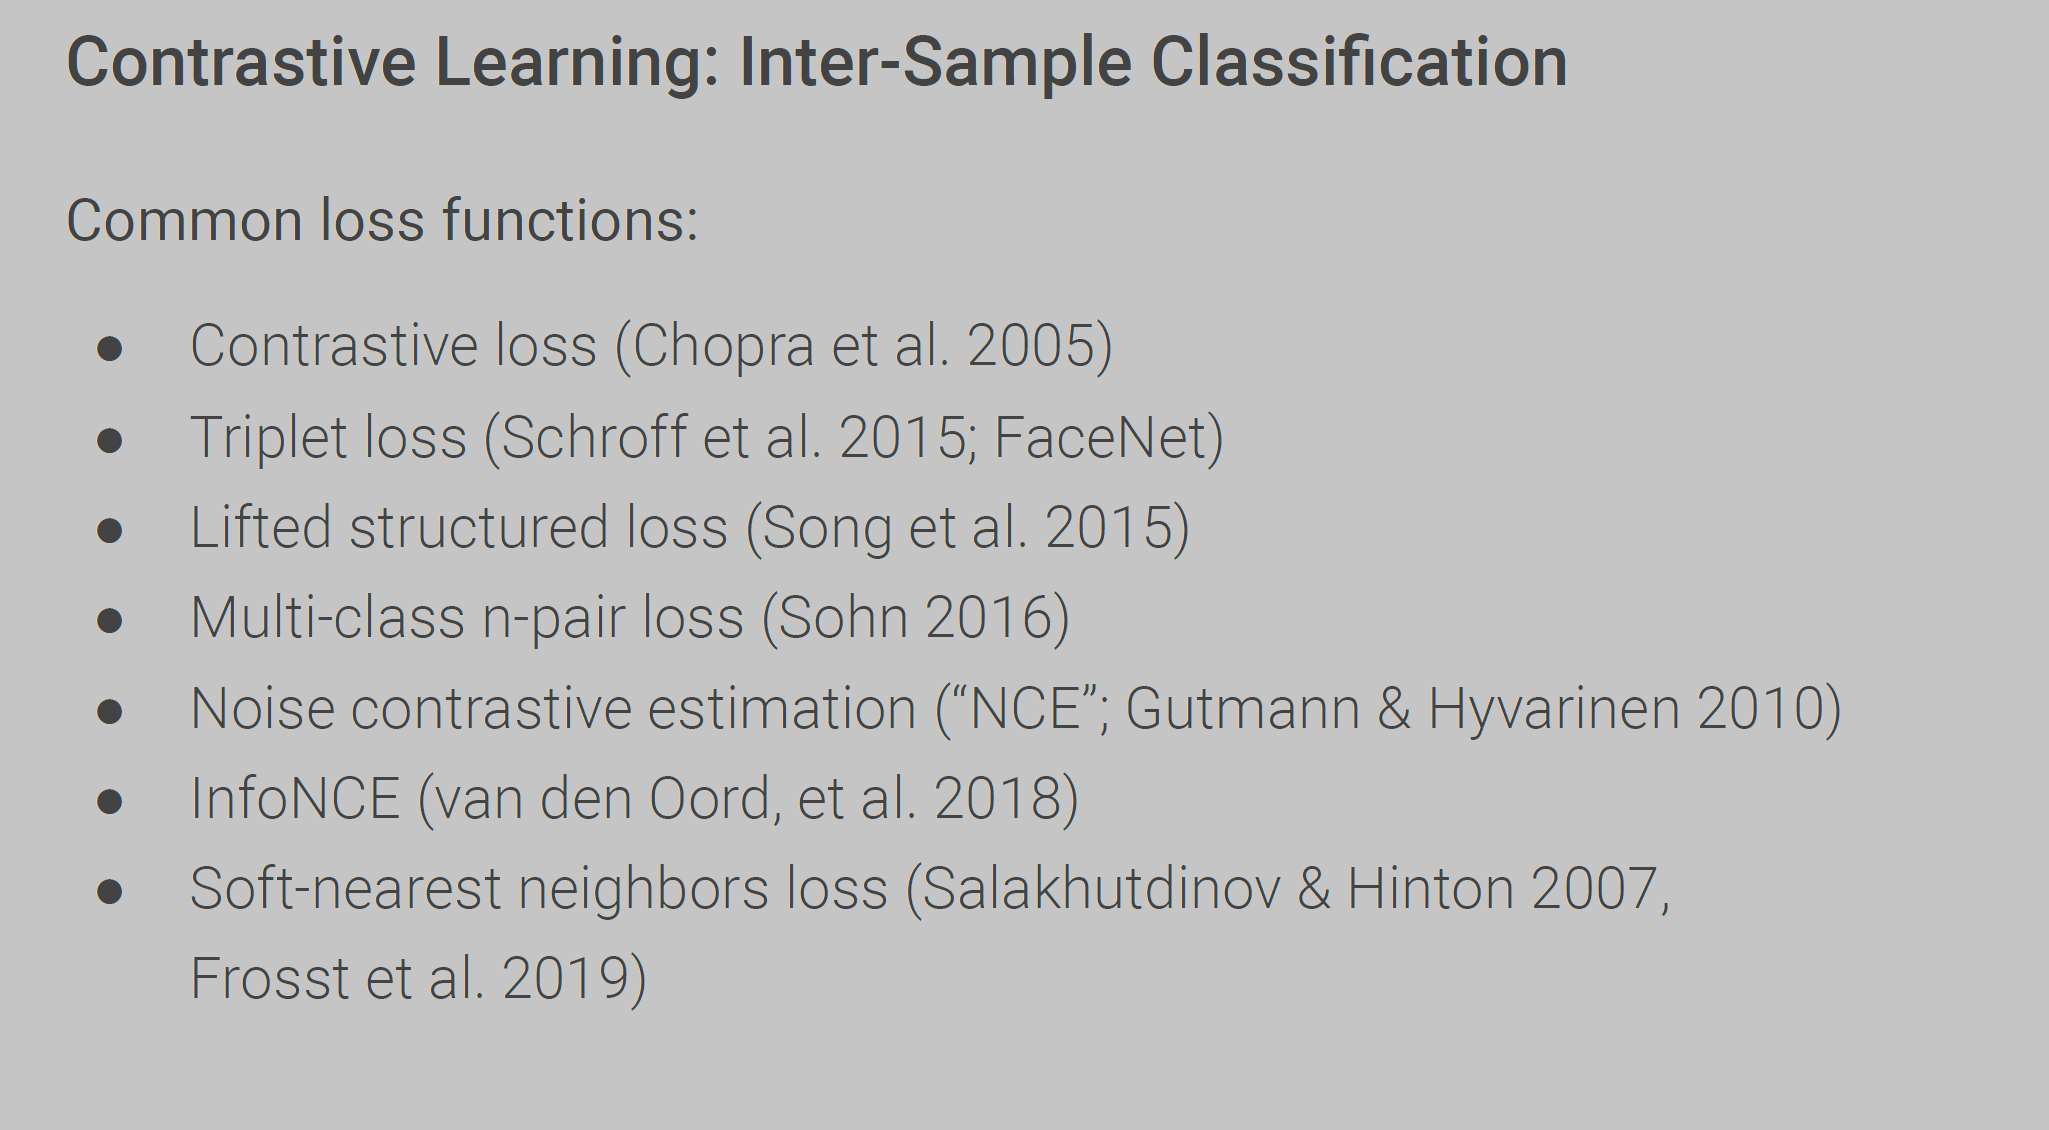 Contrastive Learning: Inter-Sample Classification
Common loss functions:
● Contrastive loss (Chopra et al. 2005)
● Triplet loss (Schroff et al. 2015; FaceNet)
● Lifted structured loss (Song et al. 2015)
● Multi-class n-pair loss (Sohn 2016)
● Noise contrastive estimation (“NCE”; Gutmann & Hyvarinen 2010)
● InfoNCE (van den Oord, et al. 2018)
● Soft-nearest neighbors loss (Salakhutdinov & Hinton 2007,
Frosst et al. 2019)